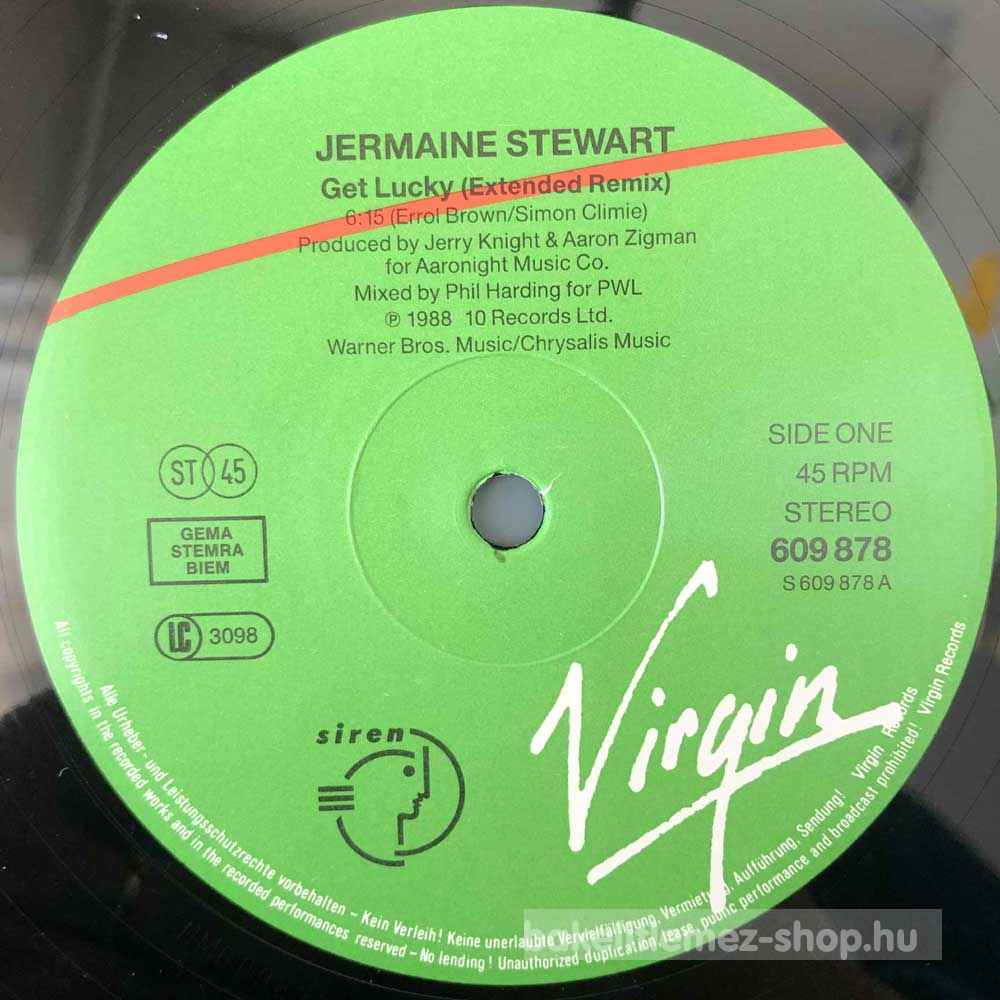 JERMAINE STEWART
Get Lucky (Extended Remix)
6:15 (Errol Brown/Simon Climie)
Produced by Jerry Knight & Aaron Zigman
for Aaronight Music Co.
Mixed by Phil Harding for PWL
℗ 1988 10 Records Ltd.
Warner Bros. Music/Chrysalis Music
SIDE ONE
45 RPM
STEREO
609 878
S 609 878 A
ST 45
GEMA
STEMRA
BIEM
LC 3098
siren
Virgin
Alle Urheber- und Leistungsschutzrechte vorbehalten – Kein Verleih! Keine unerlaubte Vervielfältigung, Vermietung, Aufführung, Sendung! Virgin Records
All copyrights in the recorded works and in the recorded performances reserved – No lending! Unauthorized duplication, lease, public performance and broadcast prohibited! Virgin Records
bakelitlemez-shop.hu